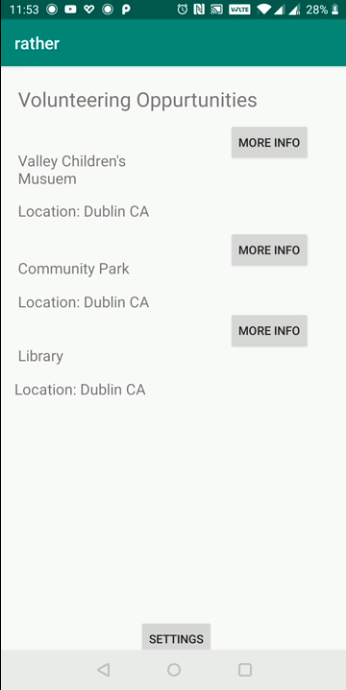 11:53 VoLTE 28%
rather
Volunteering Oppurtunities
MORE INFO
Valley Children's
Musuem
Location: Dublin CA
MORE INFO
Community Park
Location: Dublin CA
MORE INFO
Library
Location: Dublin CA
SETTINGS